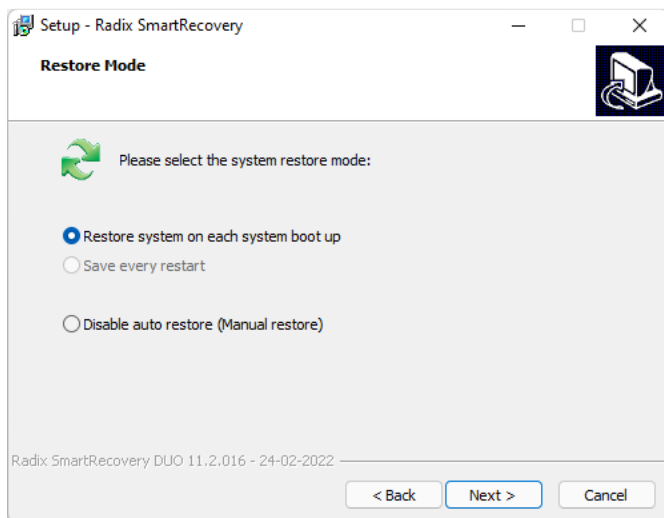 Setup - Radix SmartRecovery
Restore Mode
Please select the system restore mode:
Restore system on each system boot up
Save every restart
Disable auto restore (Manual restore)
Radix SmartRecovery DUO 11.2.016 - 24-02-2022
< Back Next > Cancel